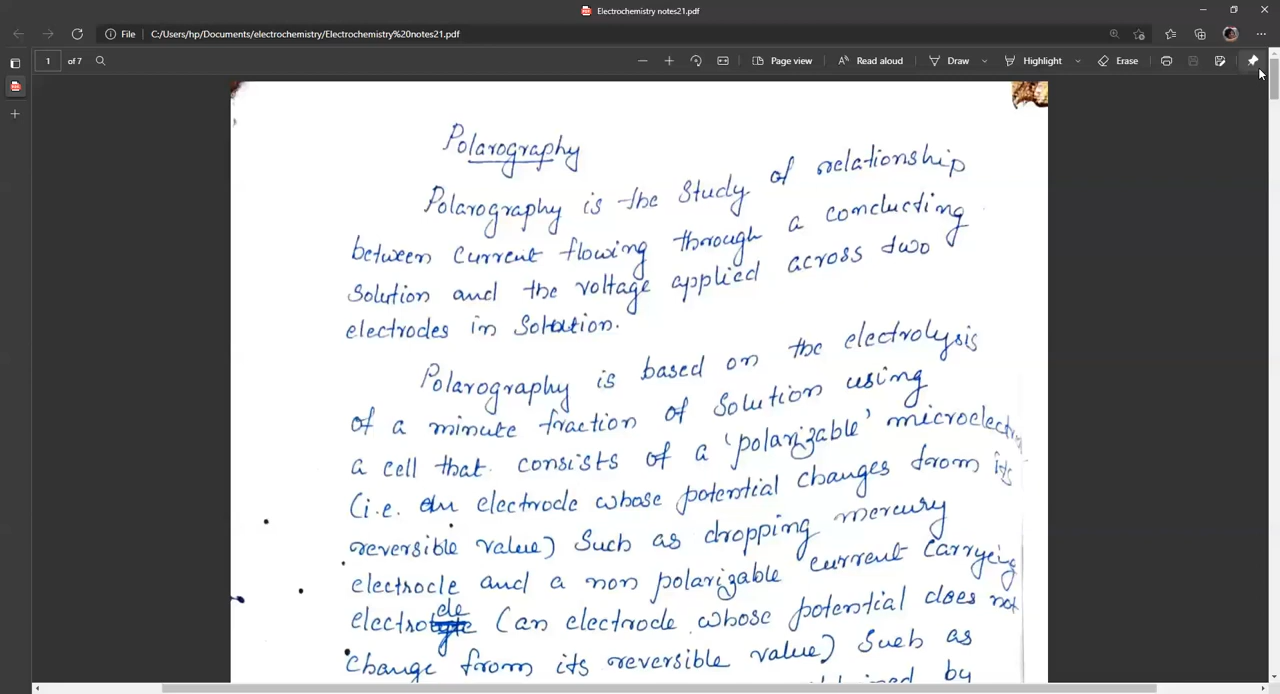 Electrochemistry notes21.pdf
File C:/Users/hp/Documents/electrochemistry/Electrochemistry%20notes21.pdf
1 of 7 Page view Read aloud Draw Highlight Erase
Polarography
Polarography is the study of relationship
between current flowing through a conducting
solution and the voltage applied across two
electrodes in solution.
Polarography is based on the electrolysis
of a minute fraction of solution using
a cell that consists of a 'polarizable'
(i.e. an electrode whose potential changes from its
reversible value) such as dropping mercury
electrode and a non polarizable current carrying
electrode (an electrode whose potential does not
change from its reversible value) such as
by